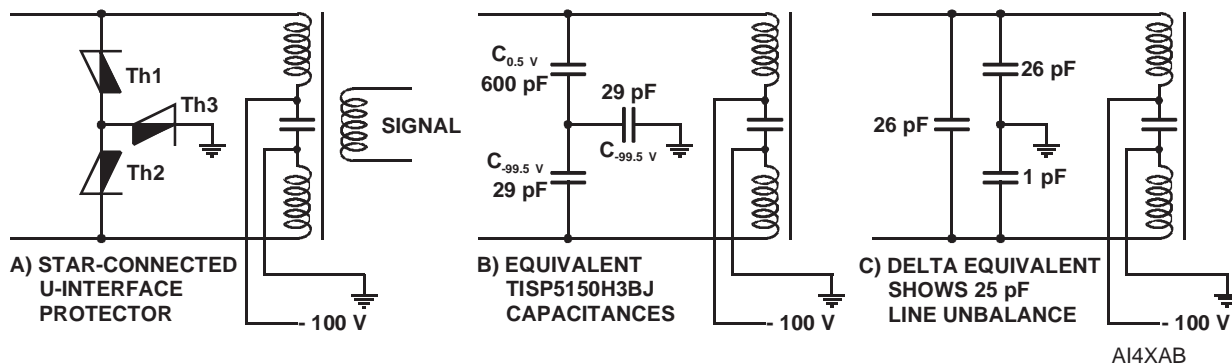 Th1
Th3
Th2
SIGNAL
- 100 V
A) STAR-CONNECTED
U-INTERFACE
PROTECTOR
C0.5 V
600 pF
29 pF
C-99.5 V
C-99.5 V
29 pF
- 100 V
B) EQUIVALENT
TISP5150H3BJ
CAPACITANCES
26 pF
26 pF
1 pF
- 100 V
C) DELTA EQUIVALENT
SHOWS 25 pF
LINE UNBALANCE
AI4XAB